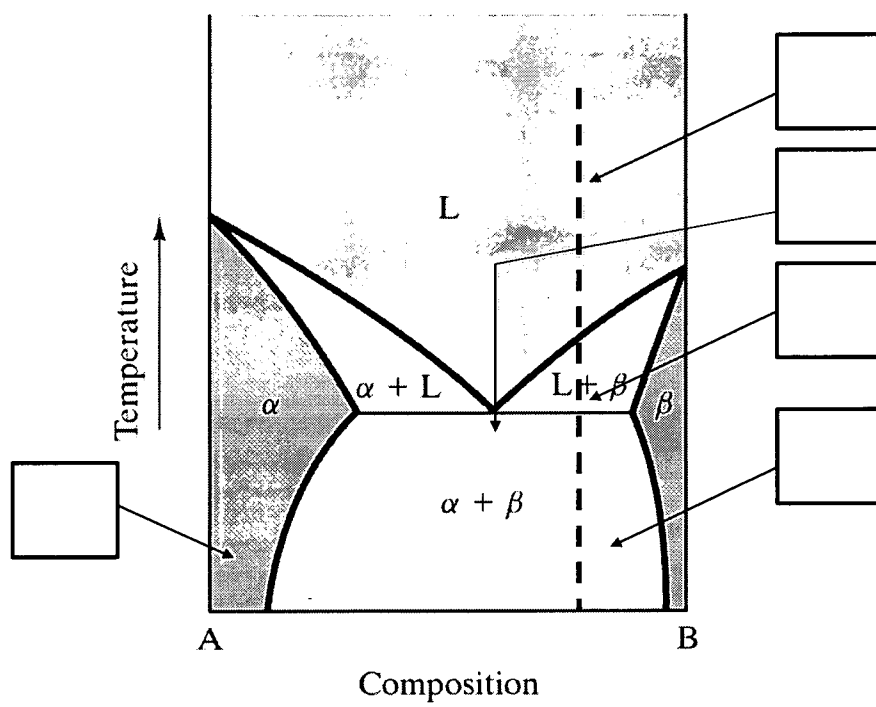 L
Temperature
α + L
L + β
α
β
α + β
A
B
Composition